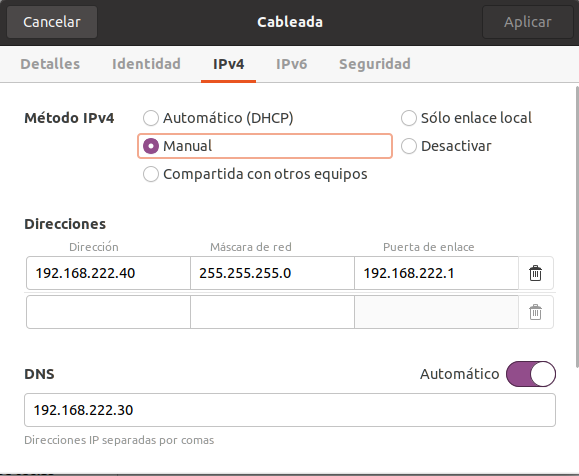 Cancelar Cableada Aplicar
Detalles Identidad IPv4 IPv6 Seguridad
Método IPv4 Automático (DHCP) Sólo enlace local
Manual Desactivar
Compartida con otros equipos
Direcciones
Dirección Máscara de red Puerta de enlace
192.168.222.40 255.255.255.0 192.168.222.1
DNS Automático
192.168.222.30
Direcciones IP separadas por comas